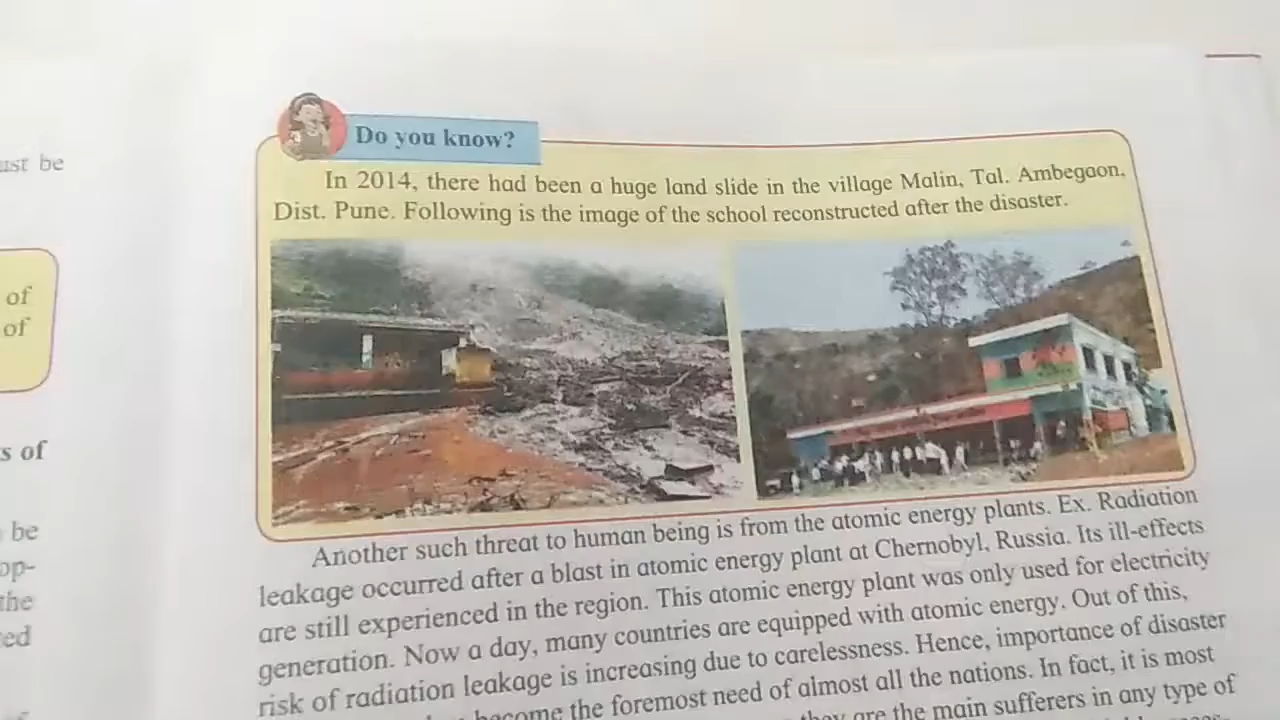 ust be
of
of
s of
be
op-
the
ed
Do you know?
In 2014, there had been a huge land slide in the village Malin, Tal. Ambegaon,
Dist. Pune. Following is the image of the school reconstructed after the disaster.
Another such threat to human being is from the atomic energy plants. Ex. Radiation
leakage occurred after a blast in atomic energy plant at Chernobyl, Russia. Its ill-effects
are still experienced in the region. This atomic energy plant was only used for electricity
generation. Now a day, many countries are equipped with atomic energy. Out of this,
risk of radiation leakage is increasing due to carelessness. Hence, importance of disaster
become the foremost need of almost all the nations. In fact, it is most
they are the main sufferers in any type of